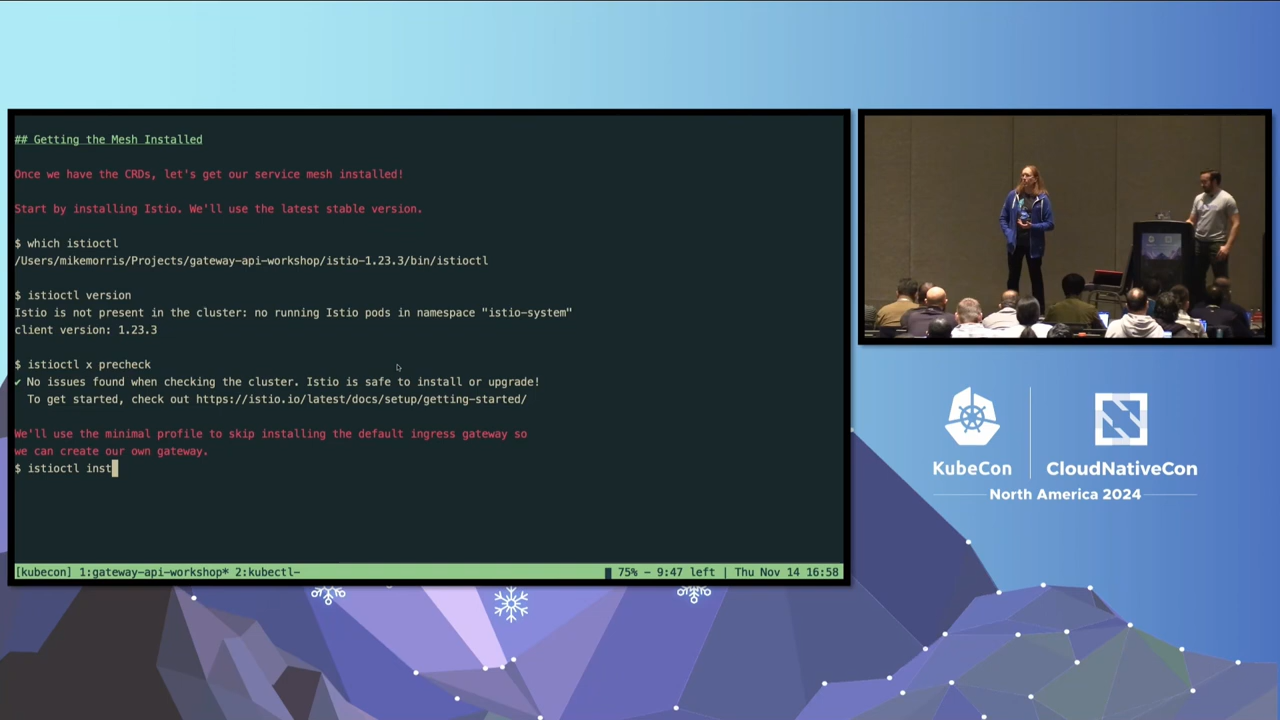 ## Getting the Mesh Installed
Once we have the CRDs, let's get our service mesh installed!
Start by installing Istio. We'll use the latest stable version.
$ which istioctl
/Users/mikemorris/Projects/gateway-api-workshop/istio-1.23.3/bin/istioctl
$ istioctl version
Istio is not present in the cluster: no running Istio pods in namespace "istio-system"
client version: 1.23.3
$ istioctl x precheck
✔ No issues found when checking the cluster. Istio is safe to install or upgrade!
To get started, check out https://istio.io/latest/docs/setup/getting-started/
We'll use the minimal profile to skip installing the default ingress gateway so
we can create our own gateway.
$ istioctl inst
[kubecon] 1:gateway-api-workshop* 2:kubectl- 75% - 9:47 left | Thu Nov 14 16:58
KubeCon
CloudNativeCon
North America 2024